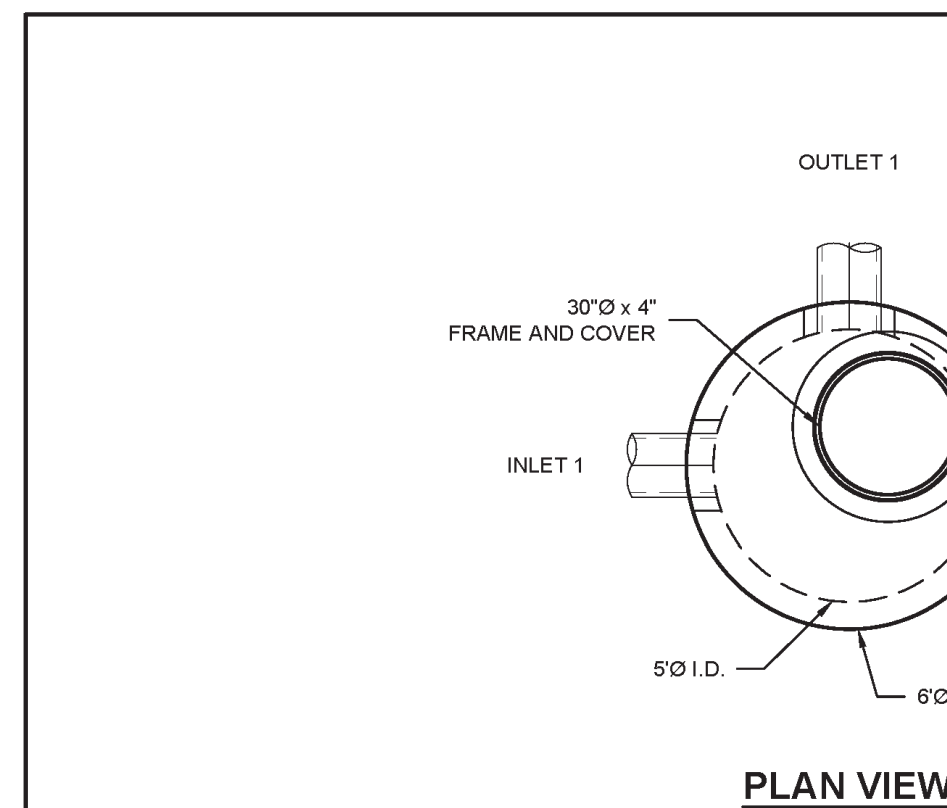 OUTLET 1
30"Ø x 4"
FRAME AND COVER
INLET 1
5'Ø I.D.
6'Ø
PLAN VIEW